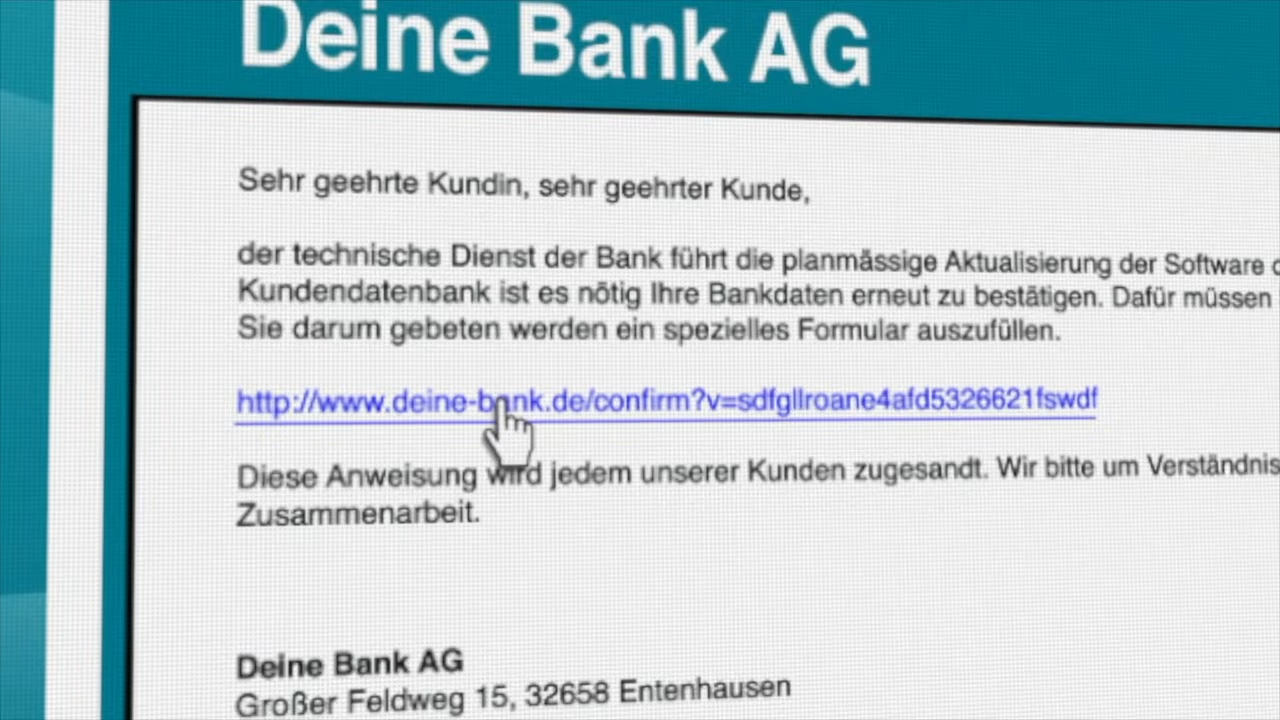 Deine Bank AG
Sehr geehrte Kundin, sehr geehrter Kunde,
der technische Dienst der Bank führt die planmässige Aktualisierung der Software
Kundendatenbank ist es nötig Ihre Bankdaten erneut zu bestätigen. Dafür müssen
Sie darum gebeten werden ein spezielles Formular auszufüllen.
http://www.deine-bank.de/confirm?v=sdfgllroane4afd5326621fswdf
Diese Anweisung wird jedem unserer Kunden zugesandt. Wir bitte um Verständnis
Zusammenarbeit.
Deine Bank AG
Großer Feldweg 15, 32658 Entenhausen